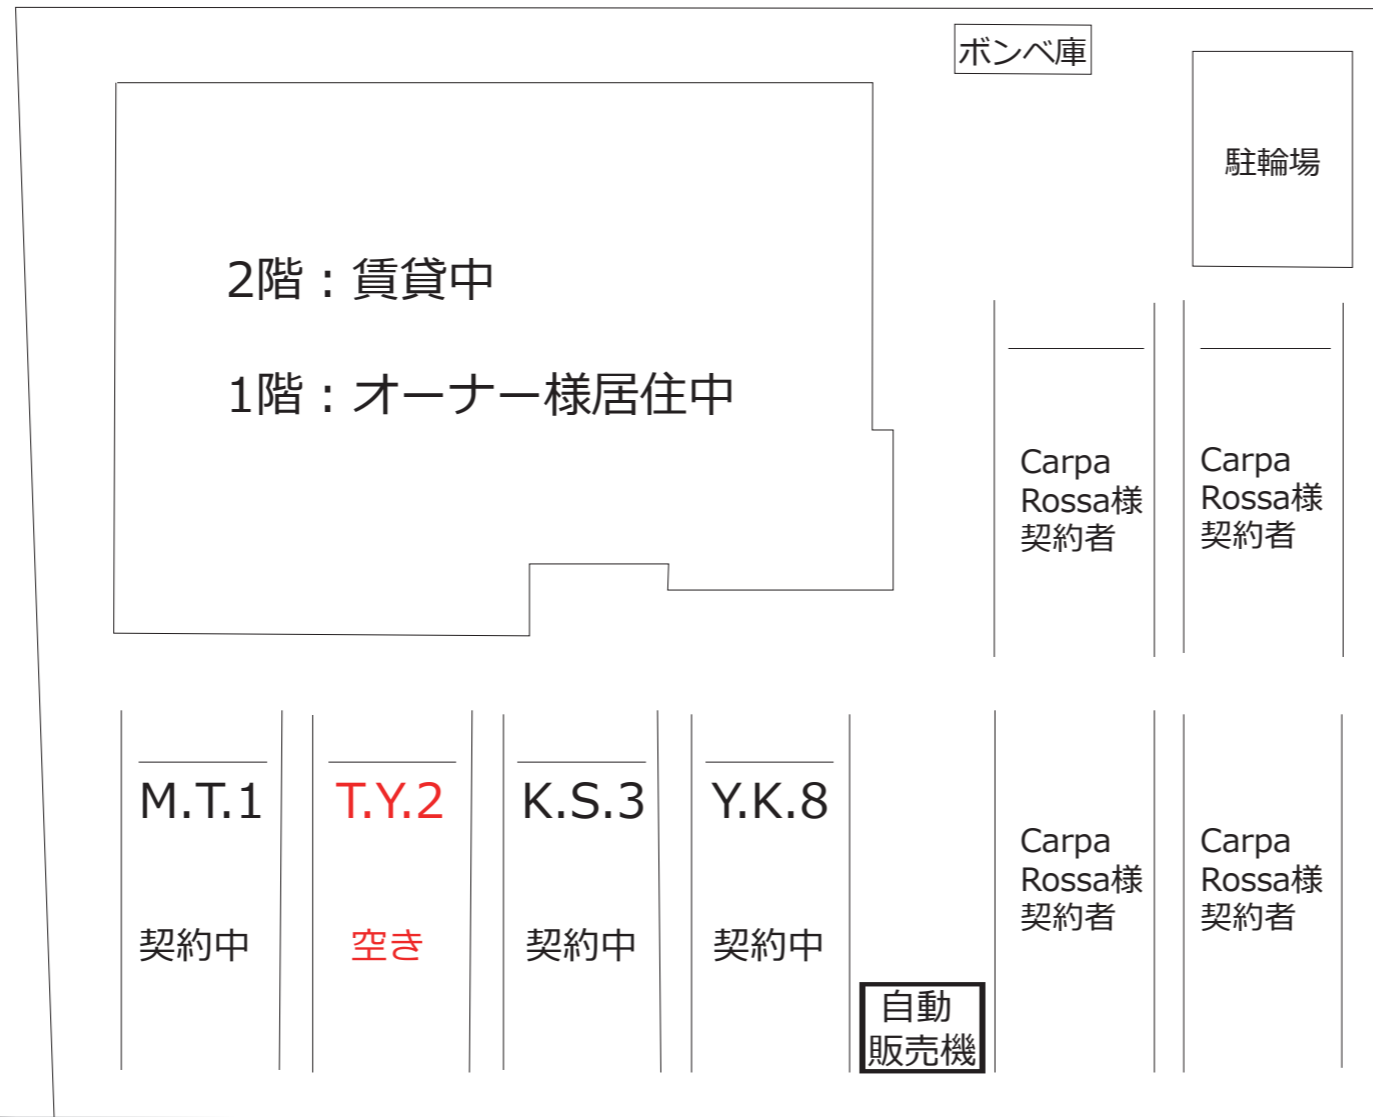 ボンベ庫
駐輪場
2階：賃貸中
1階：オーナー様居住中
Carpa
Rossa様
契約者
Carpa
Rossa様
契約者
M.T.1
契約中
T.Y.2
空き
K.S.3
契約中
Y.K.8
契約中
自動
販売機
Carpa
Rossa様
契約者
Carpa
Rossa様
契約者